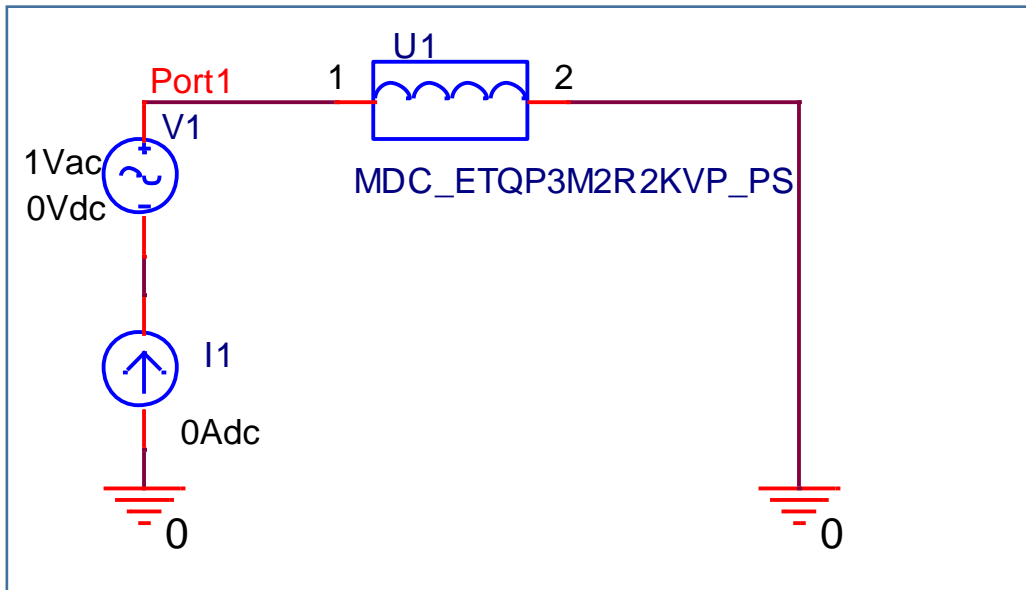 U1
Port1
1
2
V1
1Vac
0Vdc
MDC_ETQP3M2R2KVP_PS
I1
0Adc
0
0